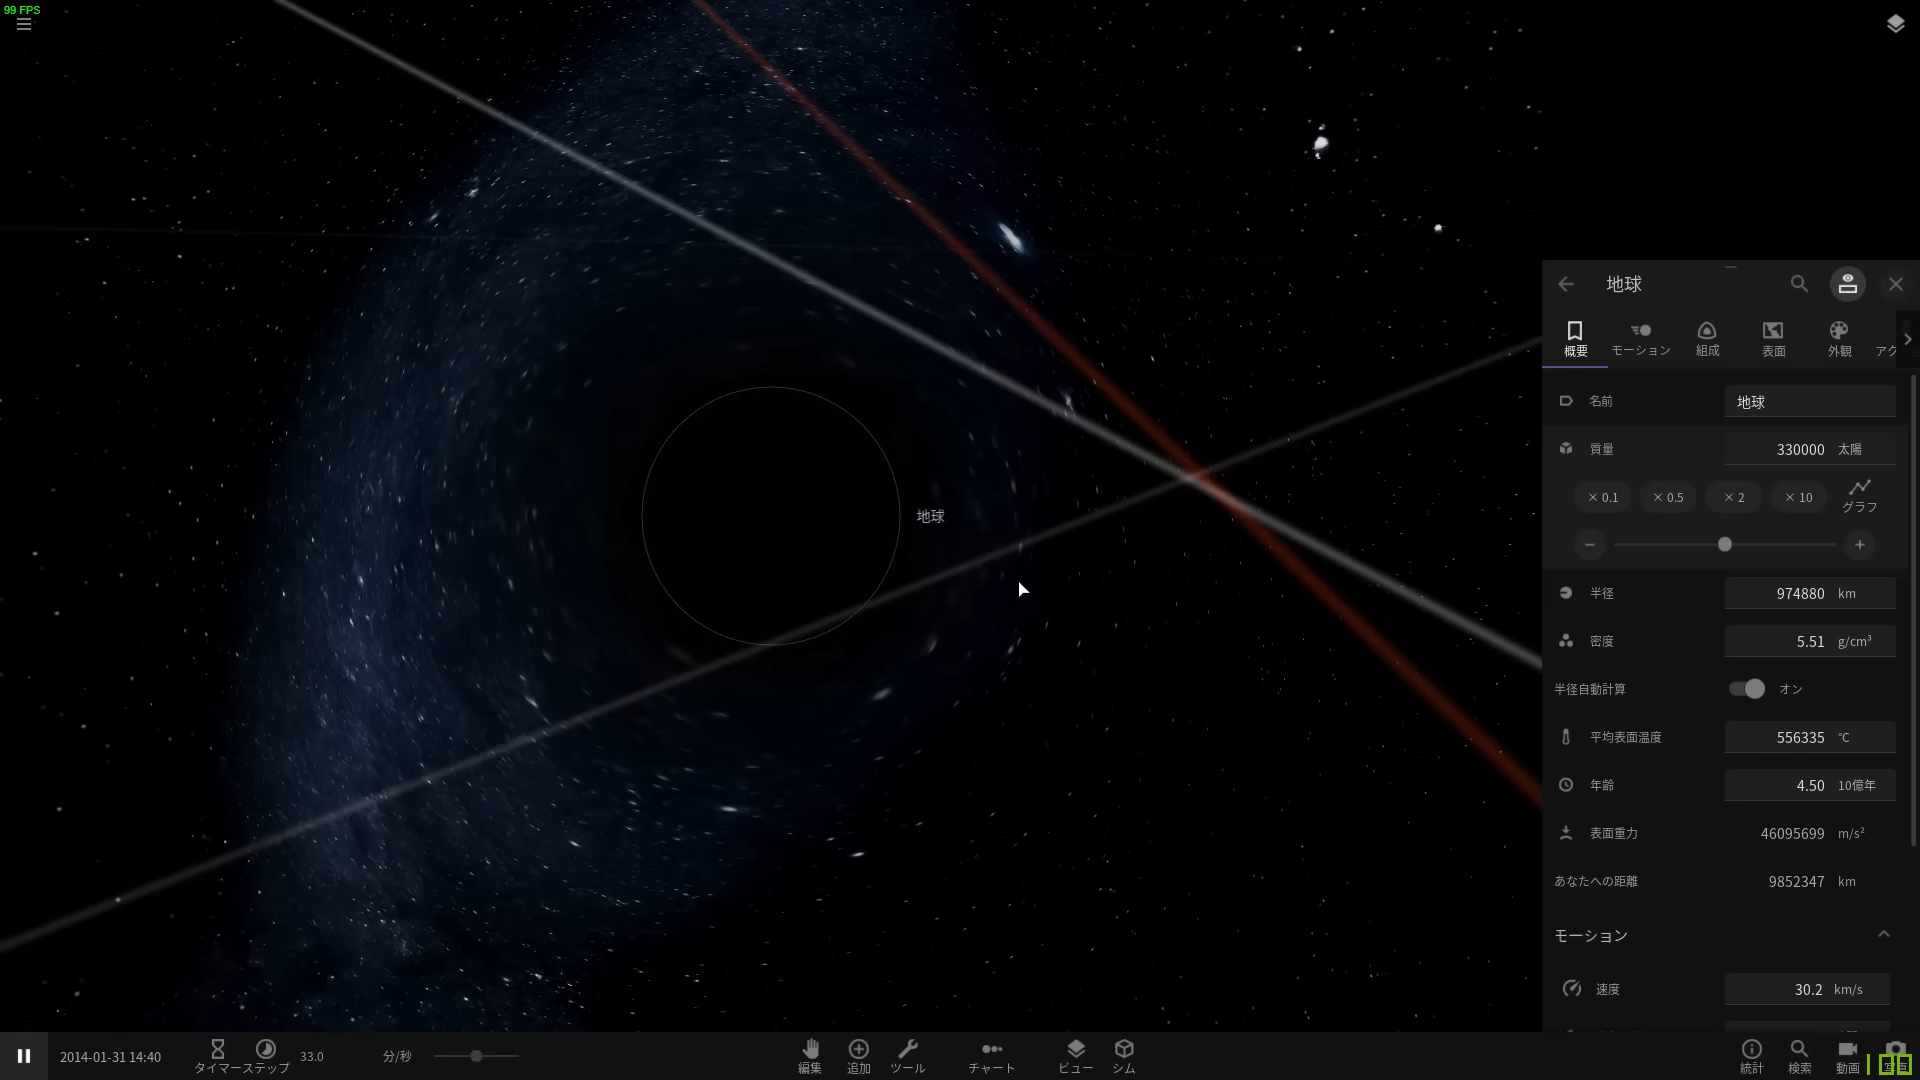 99 FPS
地球
地球
概要 モーション 組成 表面 外観 アク
名前 地球
質量 330000 太陽
× 0.1 × 0.5 × 2 × 10 グラフ
半径 974880 km
密度 5.51 g/cm³
半径自動計算 オン
平均表面温度 556335 °C
年齢 4.50 10億年
表面重力 46095699 m/s²
あなたへの距離 9852347 km
モーション
速度 30.2 km/s
2014-01-31 14:40 タイマーステップ 33.0 分/秒
編集 追加 ツール チャート ビュー シム
統計 検索 動画